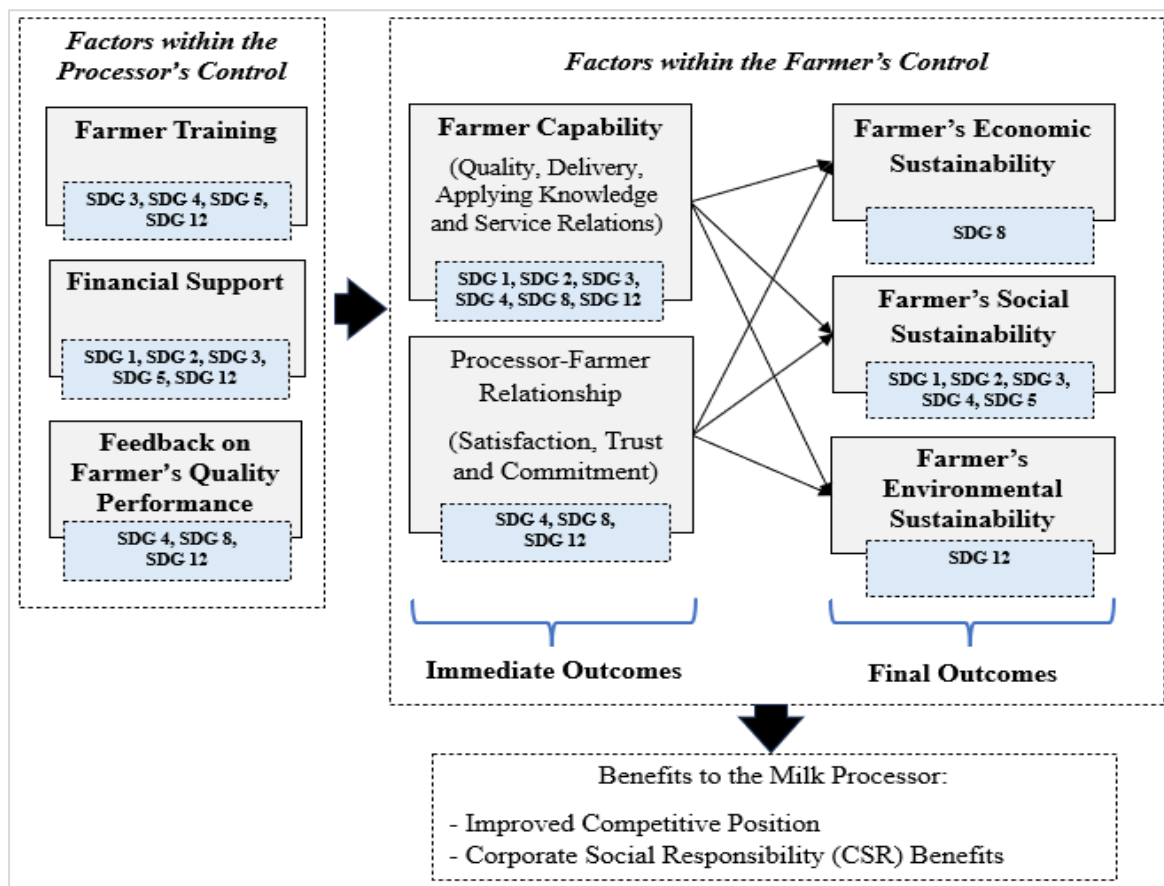 Factors within the
Processor's Control
Farmer Training
SDG 3, SDG 4, SDG 5,
SDG 12
Financial Support
SDG 1, SDG 2, SDG 3,
SDG 5, SDG 12
Feedback on
Farmer's Quality
Performance
SDG 4, SDG 8,
SDG 12
Factors within the Farmer's Control
Farmer Capability
(Quality, Delivery,
Applying Knowledge
and Service Relations)
SDG 1, SDG 2, SDG 3,
SDG 4, SDG 8, SDG 12
Processor-Farmer
Relationship
(Satisfaction, Trust
and Commitment)
SDG 4, SDG 8,
SDG 12
Immediate Outcomes
Farmer's Economic
Sustainability
SDG 8
Farmer's Social
Sustainability
SDG 1, SDG 2, SDG 3,
SDG 4, SDG 5
Farmer's
Environmental
Sustainability
SDG 12
Final Outcomes
Benefits to the Milk Processor:
- Improved Competitive Position
- Corporate Social Responsibility (CSR) Benefits